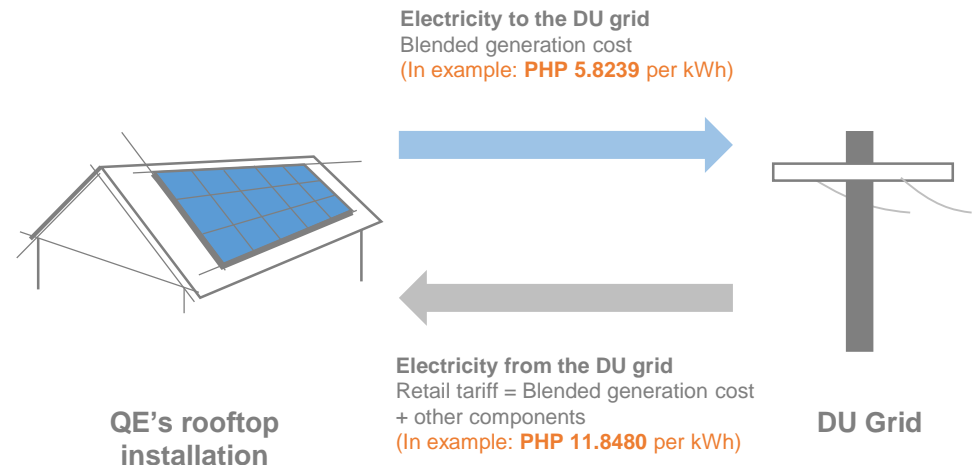 Electricity to the DU grid
Blended generation cost
(In example: PHP 5.8239 per kWh)
Electricity from the DU grid
Retail tariff = Blended generation cost
+ other components
(In example: PHP 11.8480 per kWh)
QE's rooftop
installation
DU Grid